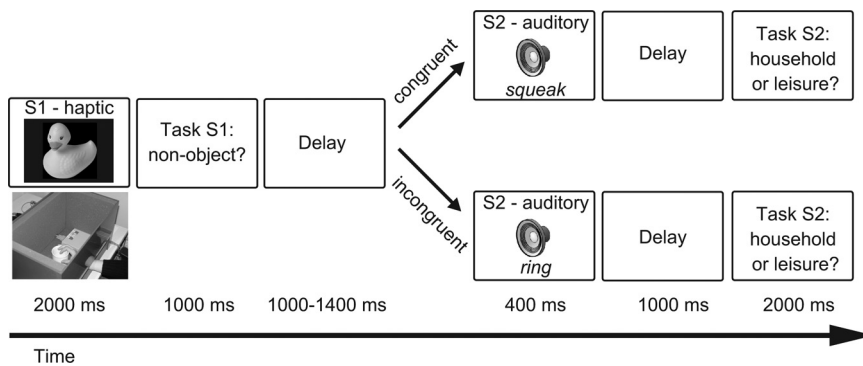 S1 - haptic
Task S1:
non-object?
Delay
congruent
incongruent
S2 - auditory
squeak
Delay
Task S2:
household
or leisure?
S2 - auditory
ring
Delay
Task S2:
household
or leisure?
2000 ms
1000 ms
1000-1400 ms
400 ms
1000 ms
2000 ms
Time